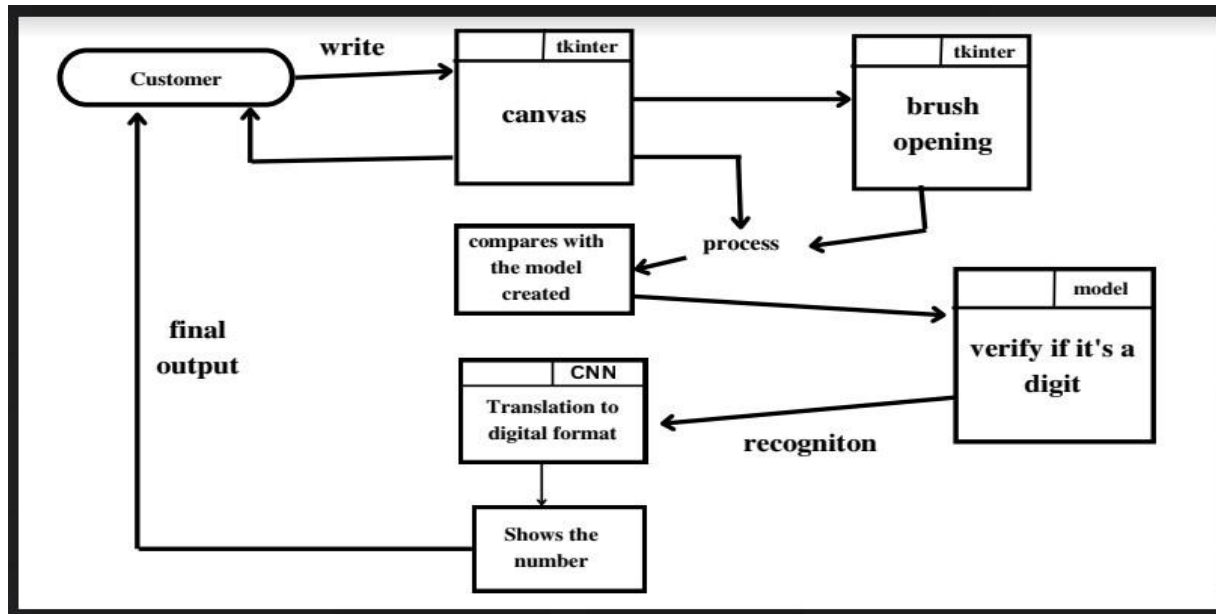 Customer
write
tkinter
canvas
tkinter
brush
opening
process
compares with
the model
created
model
verify if it's a
digit
final
output
CNN
Translation to
digital format
recogniton
Shows the
number